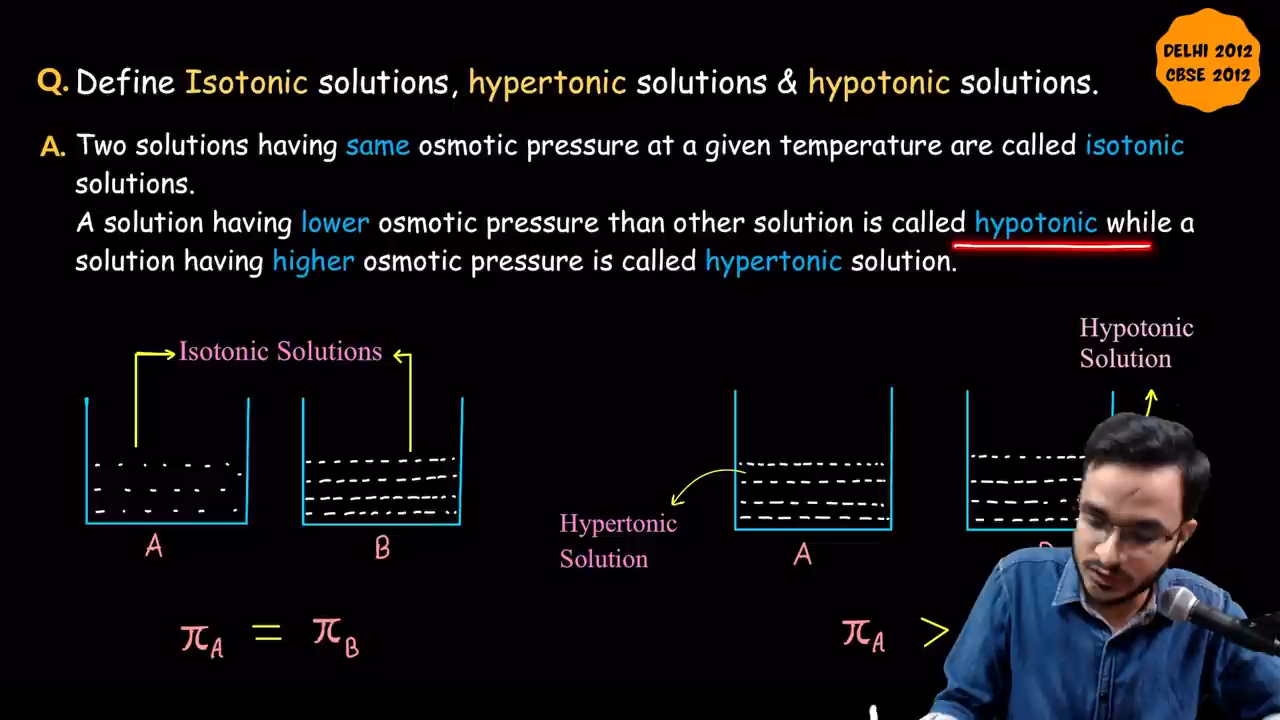 DELHI 2012
CBSE 2012
Q. Define Isotonic solutions, hypertonic solutions & hypotonic solutions.
A. Two solutions having same osmotic pressure at a given temperature are called isotonic
solutions.
A solution having lower osmotic pressure than other solution is called hypotonic while a
solution having higher osmotic pressure is called hypertonic solution.
Isotonic Solutions
Hypotonic
Solution
Hypertonic
Solution
A
B
A
πA = πB
πA >